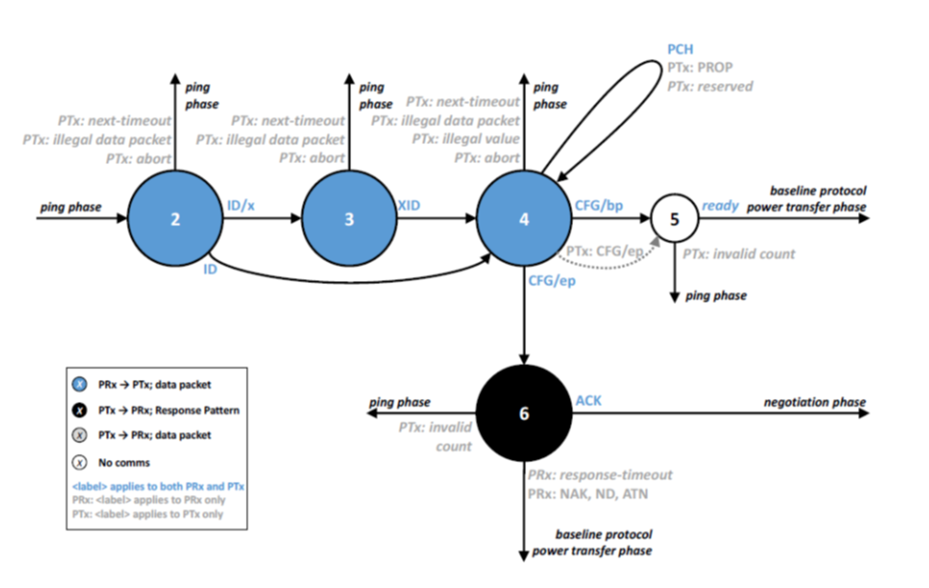 PCH
PTx: PROP
PTx: reserved
ping
phase
PTx: next-timeout
PTx: illegal data packet
PTx: abort
ping
phase
PTx: next-timeout
PTx: illegal data packet
PTx: abort
ping
phase
PTx: next-timeout
PTx: illegal data packet
PTx: illegal value
PTx: abort
ping phase
2
ID/x
ID
3
XID
4
CFG/bp
PTx: CFG/ep
CFG/ep
5
ready
baseline protocol
power transfer phase
PTx: invalid count
ping phase
6
ping phase
PTx: invalid
count
ACK
negotiation phase
PRx: response-timeout
PRx: NAK, ND, ATN
baseline protocol
power transfer phase
x PRx → PTx; data packet
x PTx → PRx; Response Pattern
x PTx → PRx; data packet
x No comms
<label> applies to both PRx and PTx
PRx: <label> applies to PRx only
PTx: <label> applies to PTx only